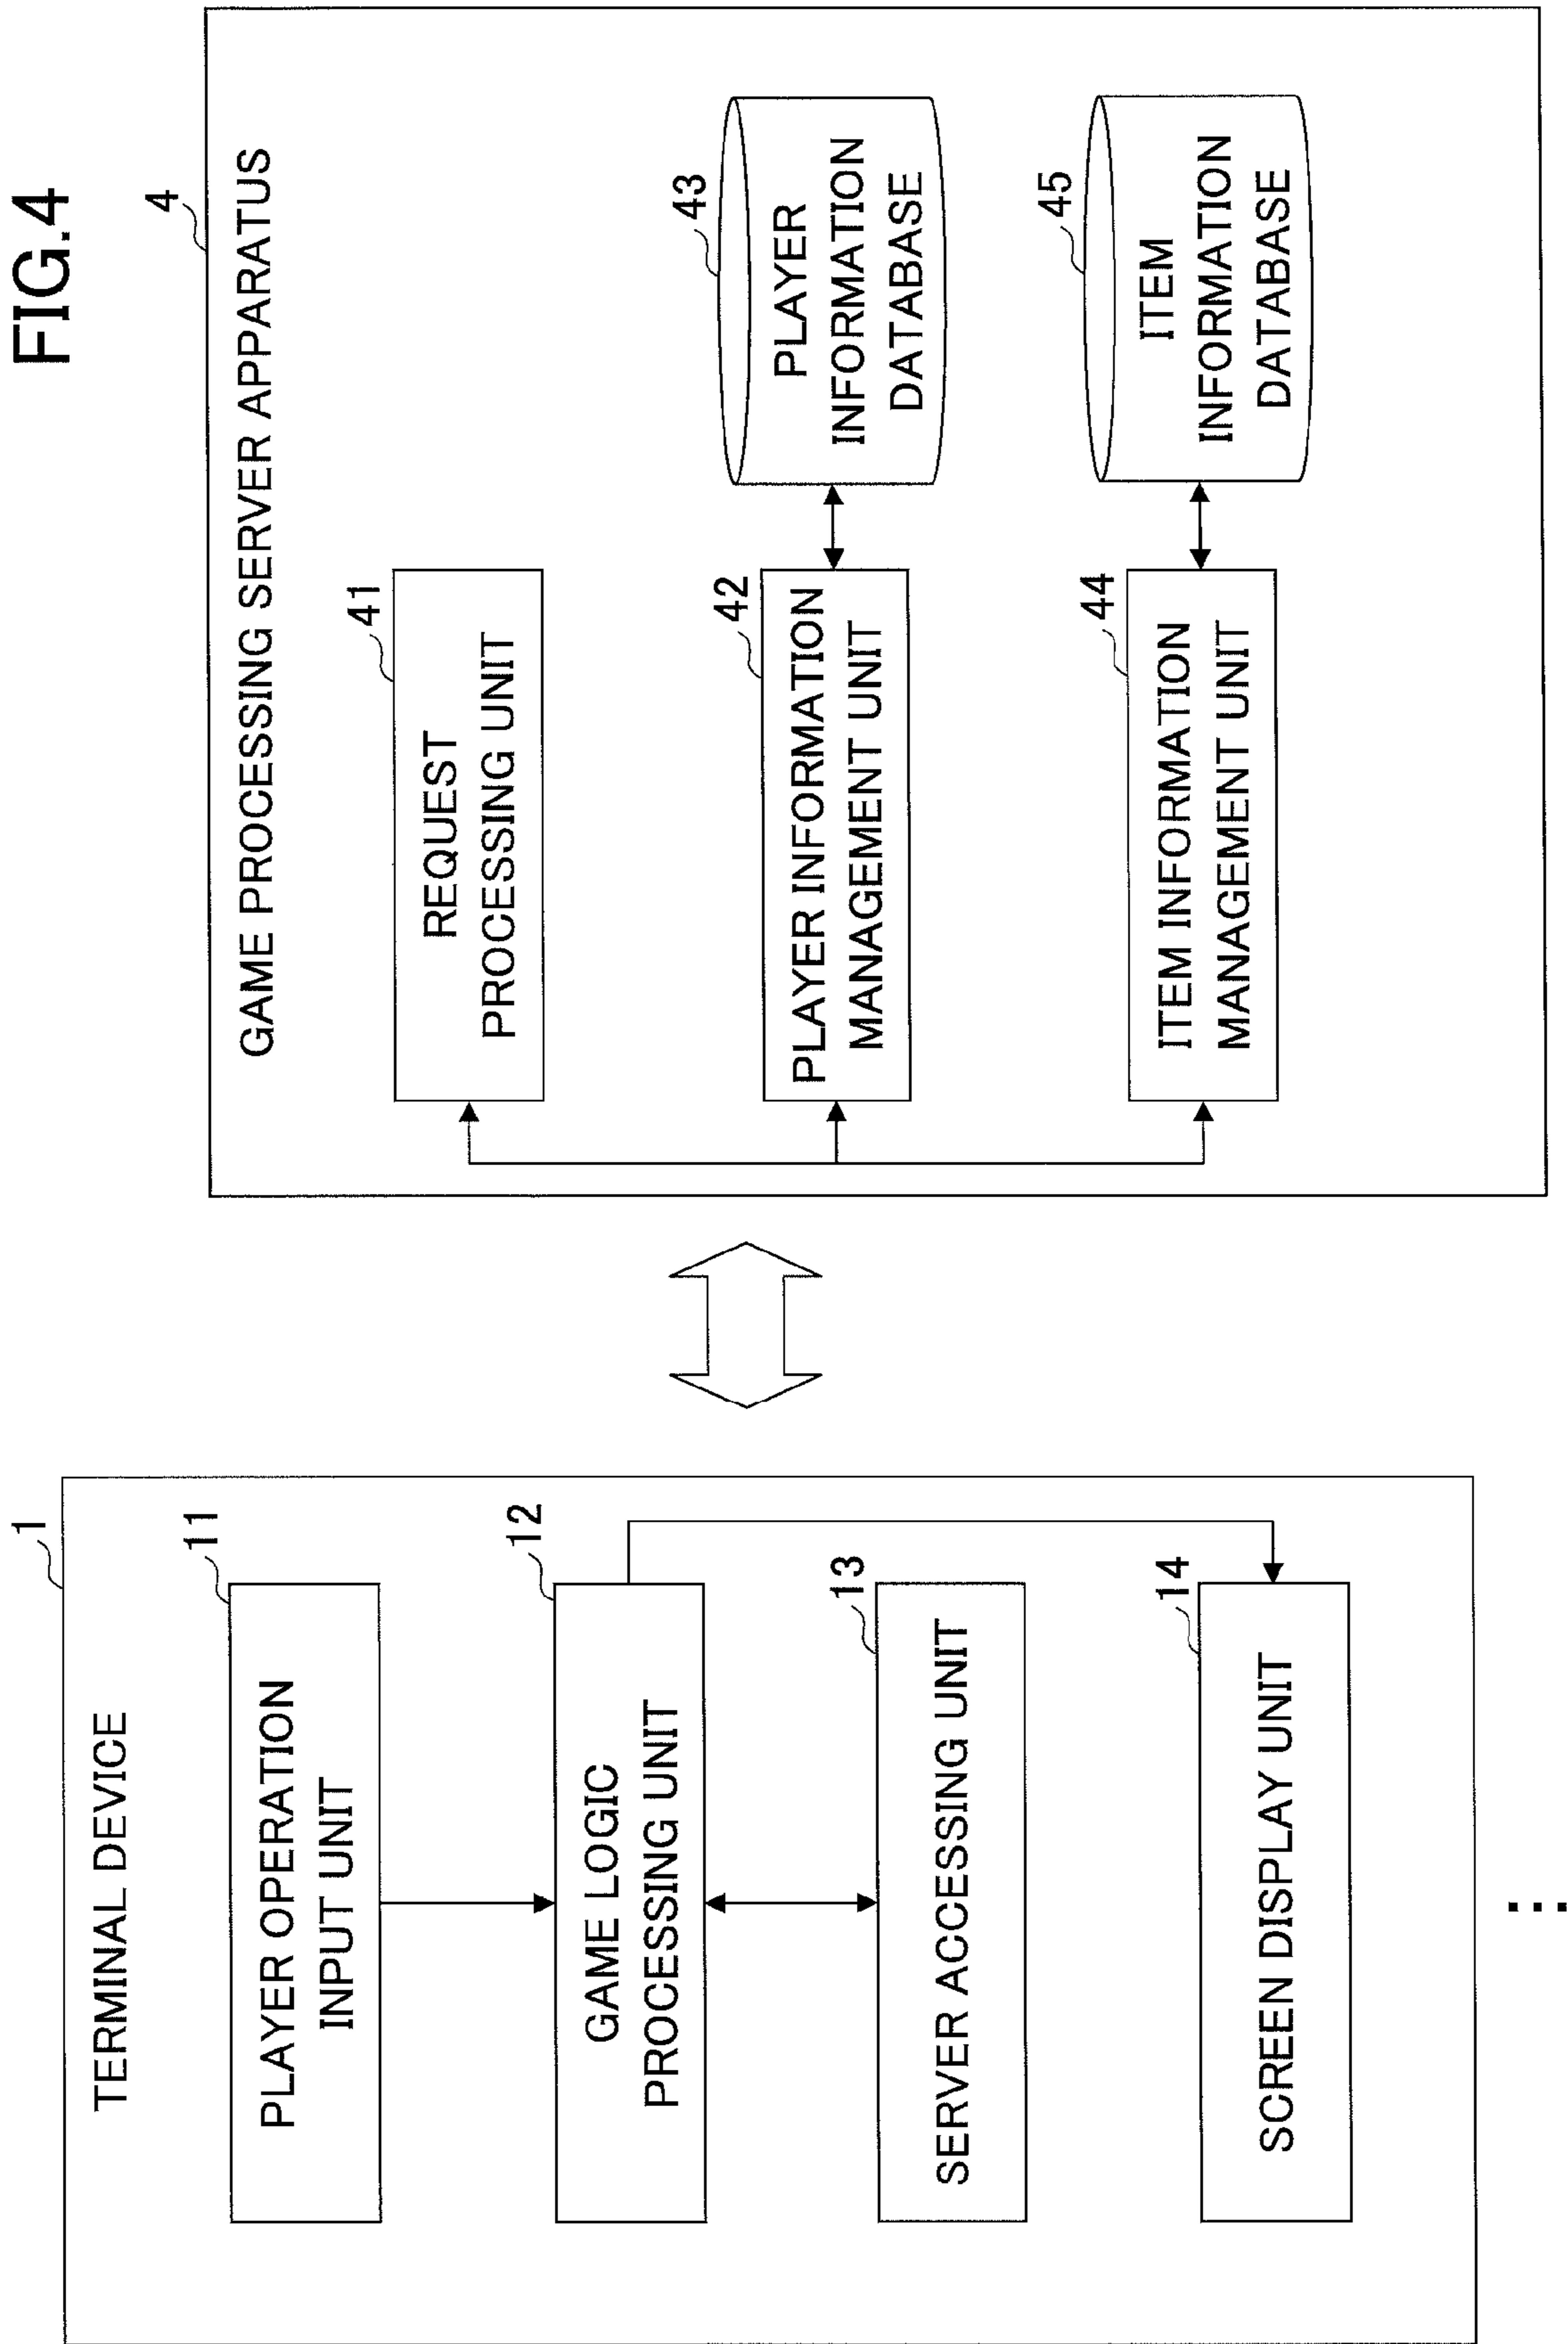 FIG.4
1
TERMINAL DEVICE
11
PLAYER OPERATION
INPUT UNIT
12
GAME LOGIC
PROCESSING UNIT
13
SERVER ACCESSING UNIT
14
SCREEN DISPLAY UNIT
4
GAME PROCESSING SERVER APPARATUS
41
REQUEST
PROCESSING UNIT
42
PLAYER INFORMATION
MANAGEMENT UNIT
43
PLAYER
INFORMATION
DATABASE
44
ITEM INFORMATION
MANAGEMENT UNIT
45
ITEM
INFORMATION
DATABASE